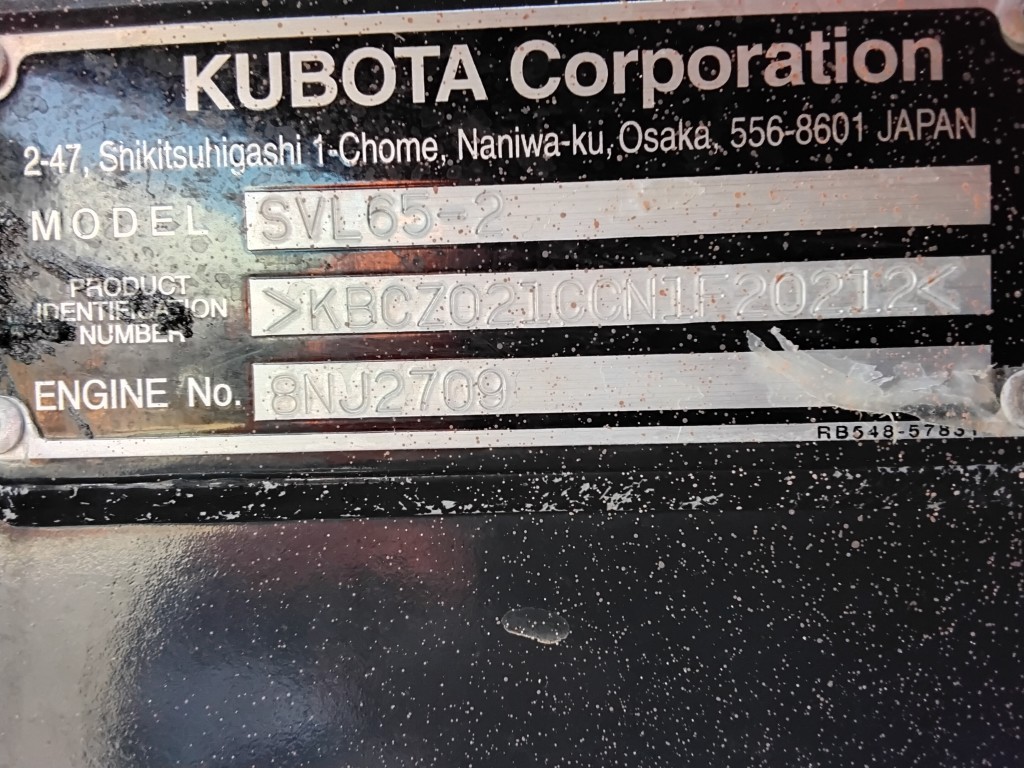 KUBOTA Corporation
2-47, Shikitsuhigashi 1-Chome, Naniwa-ku, Osaka, 556-8601 JAPAN
MODEL SVL65-2
PRODUCT
IDENTIFICATION
NUMBER
>KBCZ021CGN1F20212<
ENGINE No. 8NJ2709